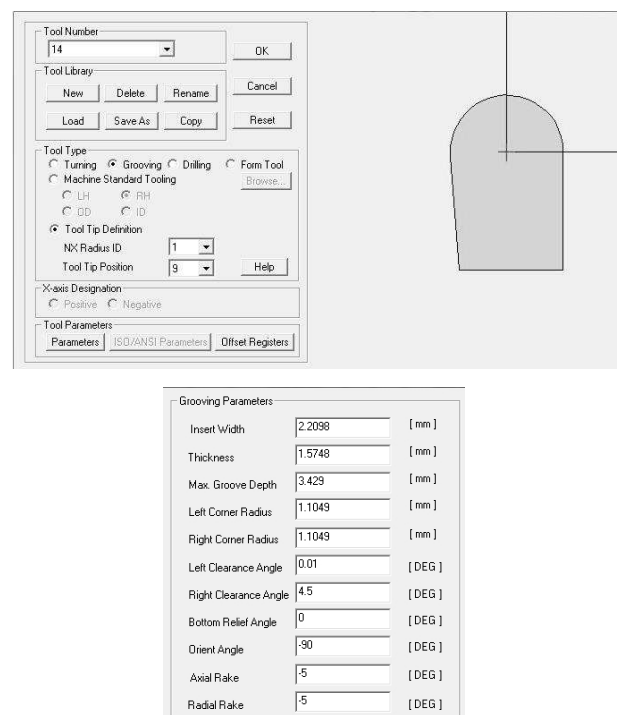 Tool Number
14
OK
Tool Library
New Delete Rename
Cancel
Load Save As Copy
Reset
Tool Type
Turning Grooving Drilling Form Tool
Machine Standard Tooling Browse...
LH RH
OD ID
Tool Tip Definition
NX Radius ID 1
Tool Tip Position 9 Help
X-axis Designation
Positive Negative
Tool Parameters
Parameters ISO/ANSI Parameters Offset Registers
Grooving Parameters
Insert Width 2.2098 [ mm ]
Thickness 1.5748 [ mm ]
Max. Groove Depth 3.429 [ mm ]
Left Corner Radius 1.1049 [ mm ]
Right Corner Radius 1.1049 [ mm ]
Left Clearance Angle 0.01 [ DEG ]
Right Clearance Angle 4.5 [ DEG ]
Bottom Relief Angle 0 [ DEG ]
Orient Angle -90 [ DEG ]
Axial Rake -5 [ DEG ]
Radial Rake -5 [ DEG ]